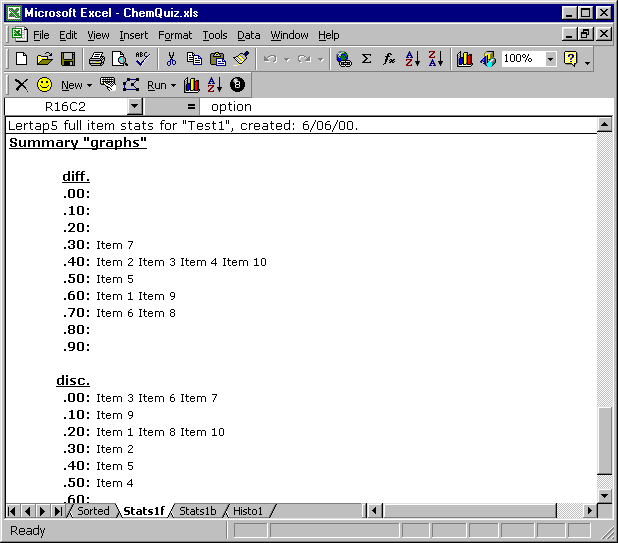 Microsoft Excel - ChemQuiz.xls
File Edit View Insert Format Tools Data Window Help
100%
New Run
R16C2 = option
Lertap5 full item stats for "Test1", created: 6/06/00.
Summary "graphs"
diff.
.00:
.10:
.20:
.30: Item 7
.40: Item 2 Item 3 Item 4 Item 10
.50: Item 5
.60: Item 1 Item 9
.70: Item 6 Item 8
.80:
.90:
disc.
.00: Item 3 Item 6 Item 7
.10: Item 9
.20: Item 1 Item 8 Item 10
.30: Item 2
.40: Item 5
.50: Item 4
.60:
Sorted Stats1f Stats1b Histo1
Ready